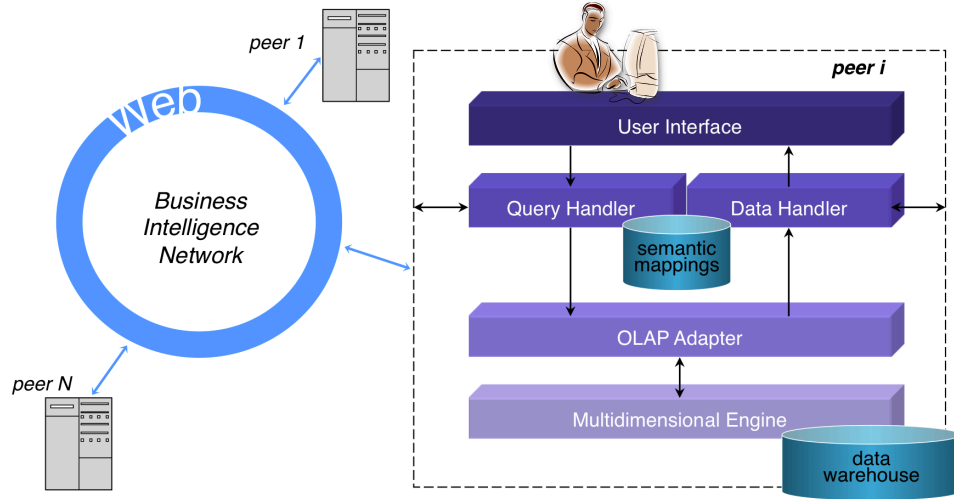 peer 1
Web
Business
Intelligence
Network
peer N
peer i
User Interface
Query Handler
Data Handler
semantic
mappings
OLAP Adapter
Multidimensional Engine
data
warehouse